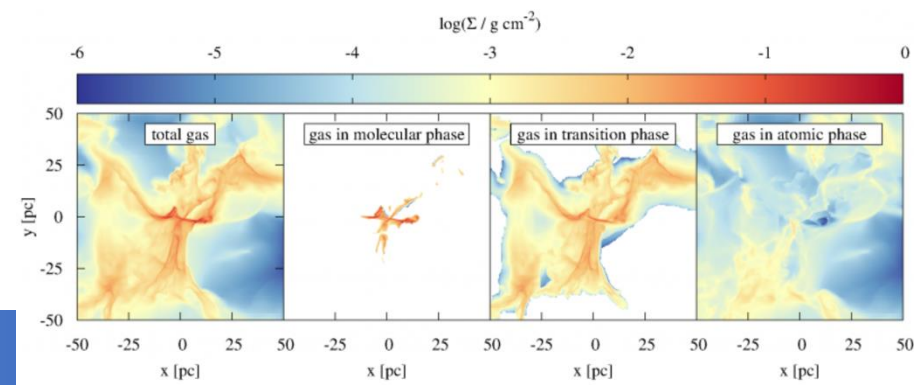 log(Σ / g cm⁻²)
-6 -5 -4 -3 -2 -1 0
total gas gas in molecular phase gas in transition phase gas in atomic phase
50
25
0
-25
-50
y [pc]
-50 -25 0 25 50 -25 0 25 50 -25 0 25 50 -25 0 25 50
x [pc] x [pc] x [pc] x [pc]